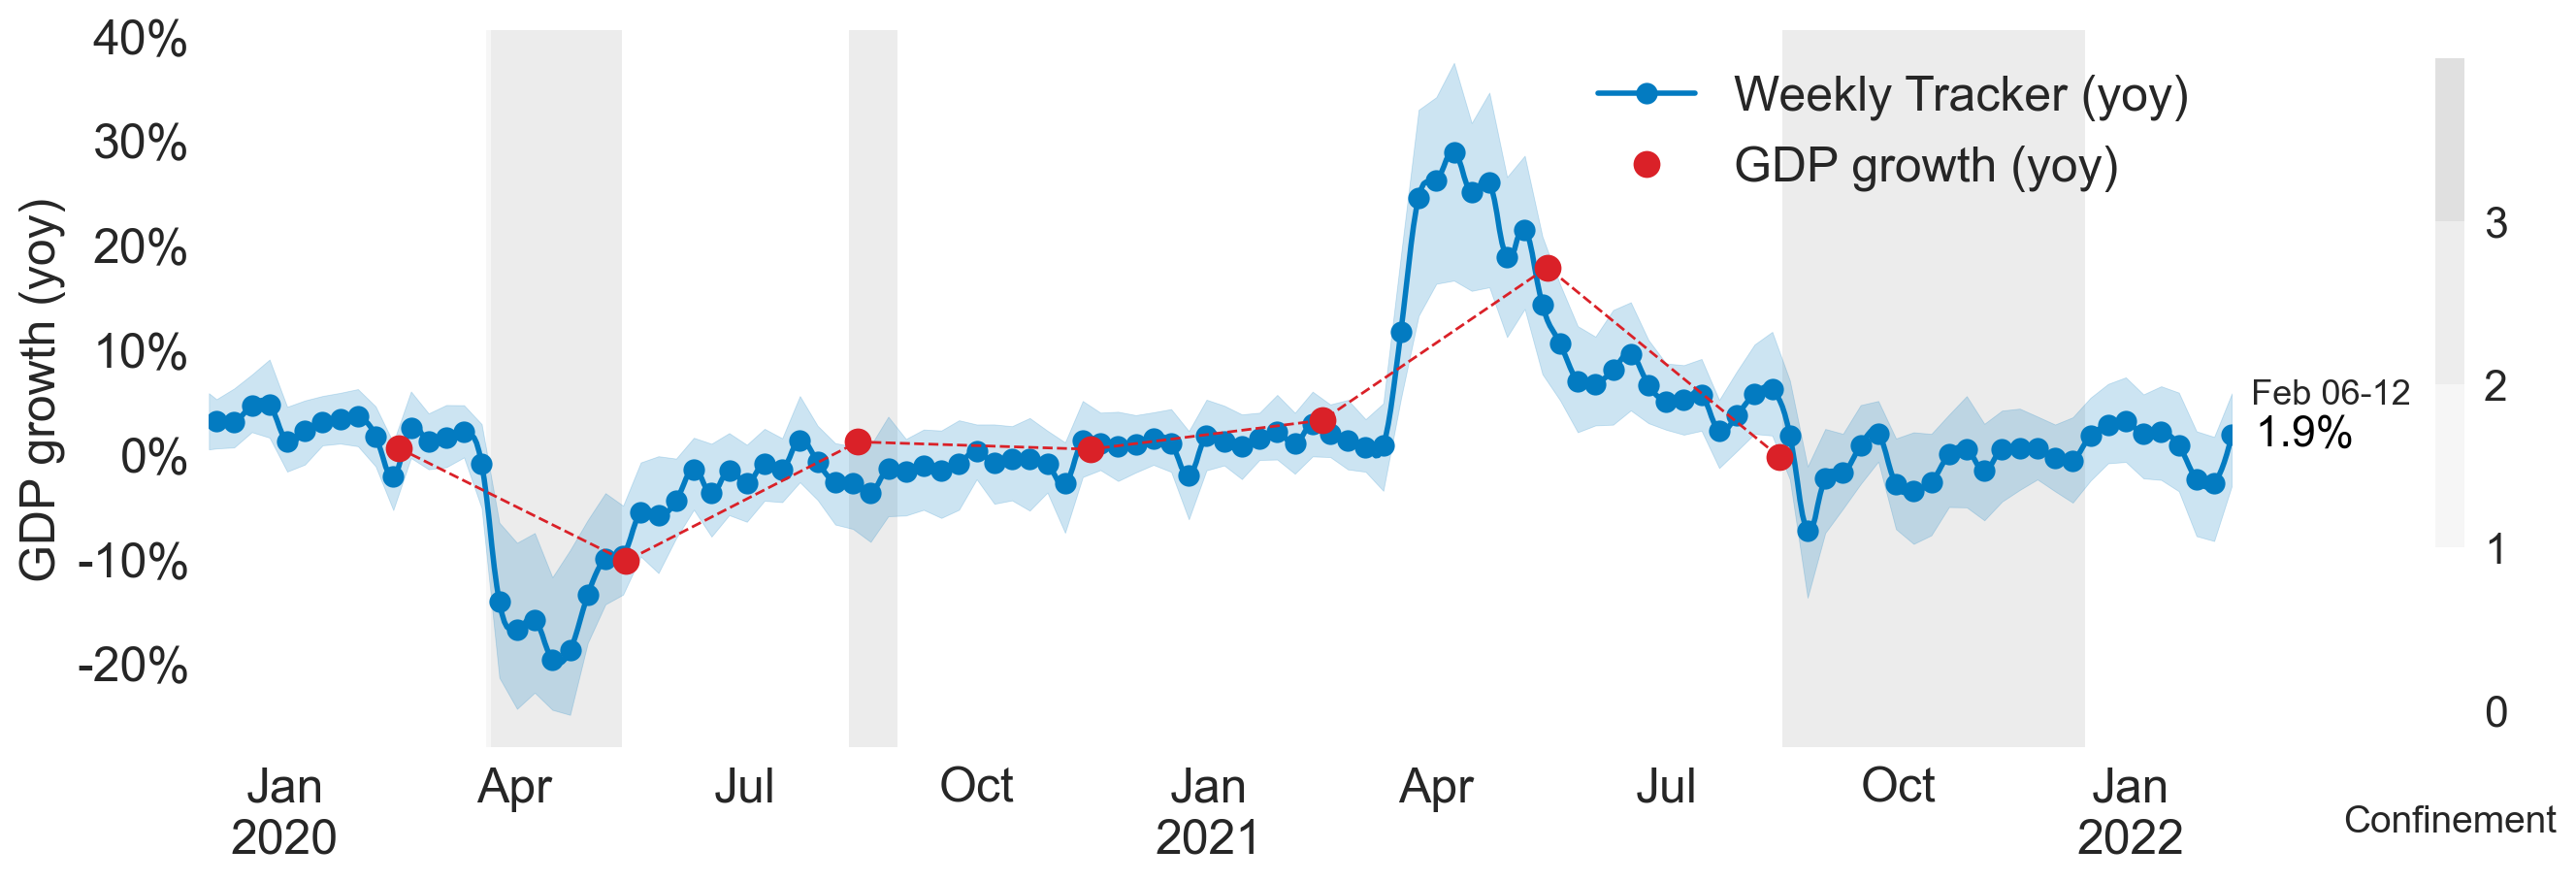 40%
30%
20%
10%
0%
-10%
-20%
GDP growth (yoy)
Weekly Tracker (yoy)
GDP growth (yoy)
Feb 06-12
1.9%
3
2
1
0
Confinement
Jan Apr Jul Oct Jan Apr Jul Oct Jan
2020 2021 2022